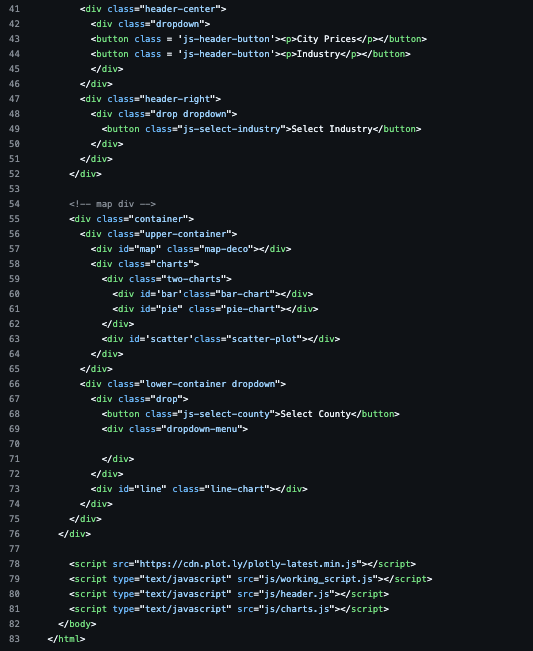 41 <div class="header-center">
42 <div class="dropdown">
43 <button class = 'js-header-button'><p>City Prices</p></button>
44 <button class = 'js-header-button'><p>Industry</p></button>
45 </div>
46 </div>
47 <div class="header-right">
48 <div class="drop dropdown">
49 <button class="js-select-industry">Select Industry</button>
50 </div>
51 </div>
52 </div>
53
54 <!-- map div -->
55 <div class="container">
56 <div class="upper-container">
57 <div id="map" class="map-deco"></div>
58 <div class="charts">
59 <div class="two-charts">
60 <div id='bar'class="bar-chart"></div>
61 <div id="pie" class="pie-chart"></div>
62 </div>
63 <div id='scatter'class="scatter-plot"></div>
64 </div>
65 </div>
66 <div class="lower-container dropdown">
67 <div class="drop">
68 <button class="js-select-county">Select County</button>
69 <div class="dropdown-menu">
70
71 </div>
72 </div>
73 <div id="line" class="line-chart"></div>
74 </div>
75 </div>
76 </div>
77
78 <script src="https://cdn.plot.ly/plotly-latest.min.js"></script>
79 <script type="text/javascript" src="js/working_script.js"></script>
80 <script type="text/javascript" src="js/header.js"></script>
81 <script type="text/javascript" src="js/charts.js"></script>
82 </body>
83 </html>